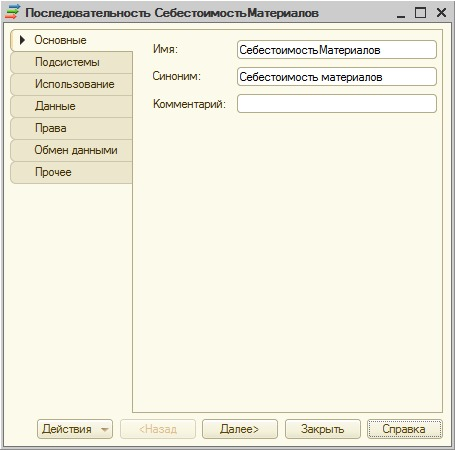 Последовательность СебестоимостьМатериалов
Основные
Подсистемы
Использование
Данные
Права
Обмен данными
Прочее
Имя: СебестоимостьМатериалов
Синоним: Себестоимость материалов
Комментарий:
Действия <Назад Далее> Закрыть Справка